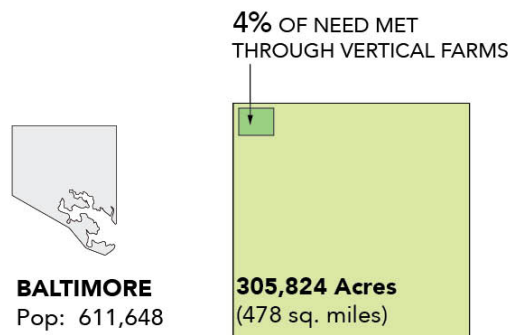 4% OF NEED MET
THROUGH VERTICAL FARMS
BALTIMORE
Pop: 611,648
305,824 Acres
(478 sq. miles)